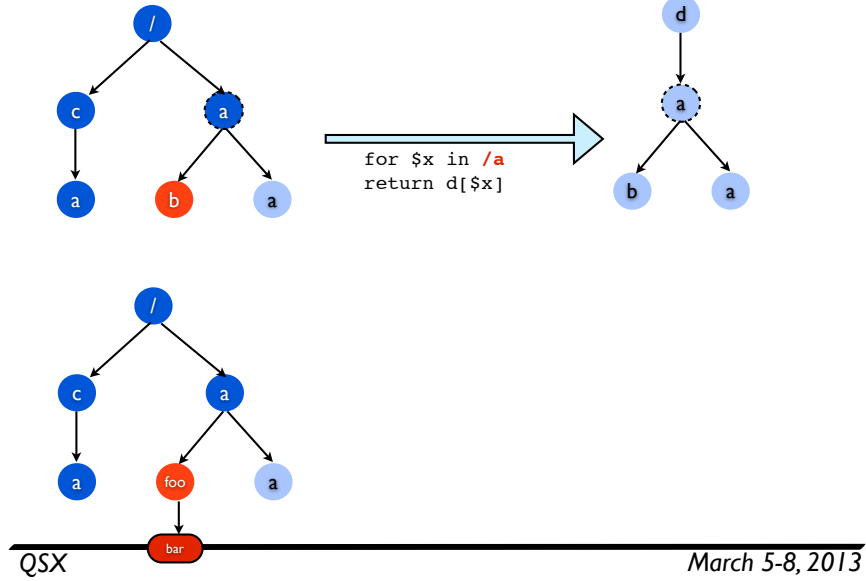 /
d
c
a
a
a
b
a
for $x in /a
return d[$x]
b
a
/
c
a
a
foo
a
bar
QSX
March 5-8, 2013